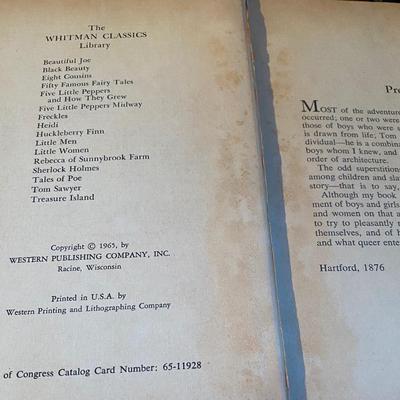 The
WHITMAN CLASSICS
Library
Beautiful Joe
Black Beauty
Eight Cousins
Fifty Famous Fairy Tales
Five Little Peppers
and How They Grew
Five Little Peppers Midway
Freckles
Heidi
Huckleberry Finn
Little Men
Little Women
Rebecca of Sunnybrook Farm
Sherlock Holmes
Tales of Poe
Tom Sawyer
Treasure Island
Copyright © 1965, by
WESTERN PUBLISHING COMPANY, INC.
Racine, Wisconsin
Printed in U.S.A. by
Western Printing and Lithographing Company
of Congress Catalog Card Number: 65-11928
Pre
MOST of the adventur
occurred; one or two were
those of boys who were s
is drawn from life; Tom
dividual—he is a combina
boys whom I knew, and
order of architecture.
The odd superstitions
among children and sla
story—that is to say,
Although my book
ment of boys and girls
and women on that a
to try to pleasantly r
themselves, and of h
and what queer ente
Hartford, 1876